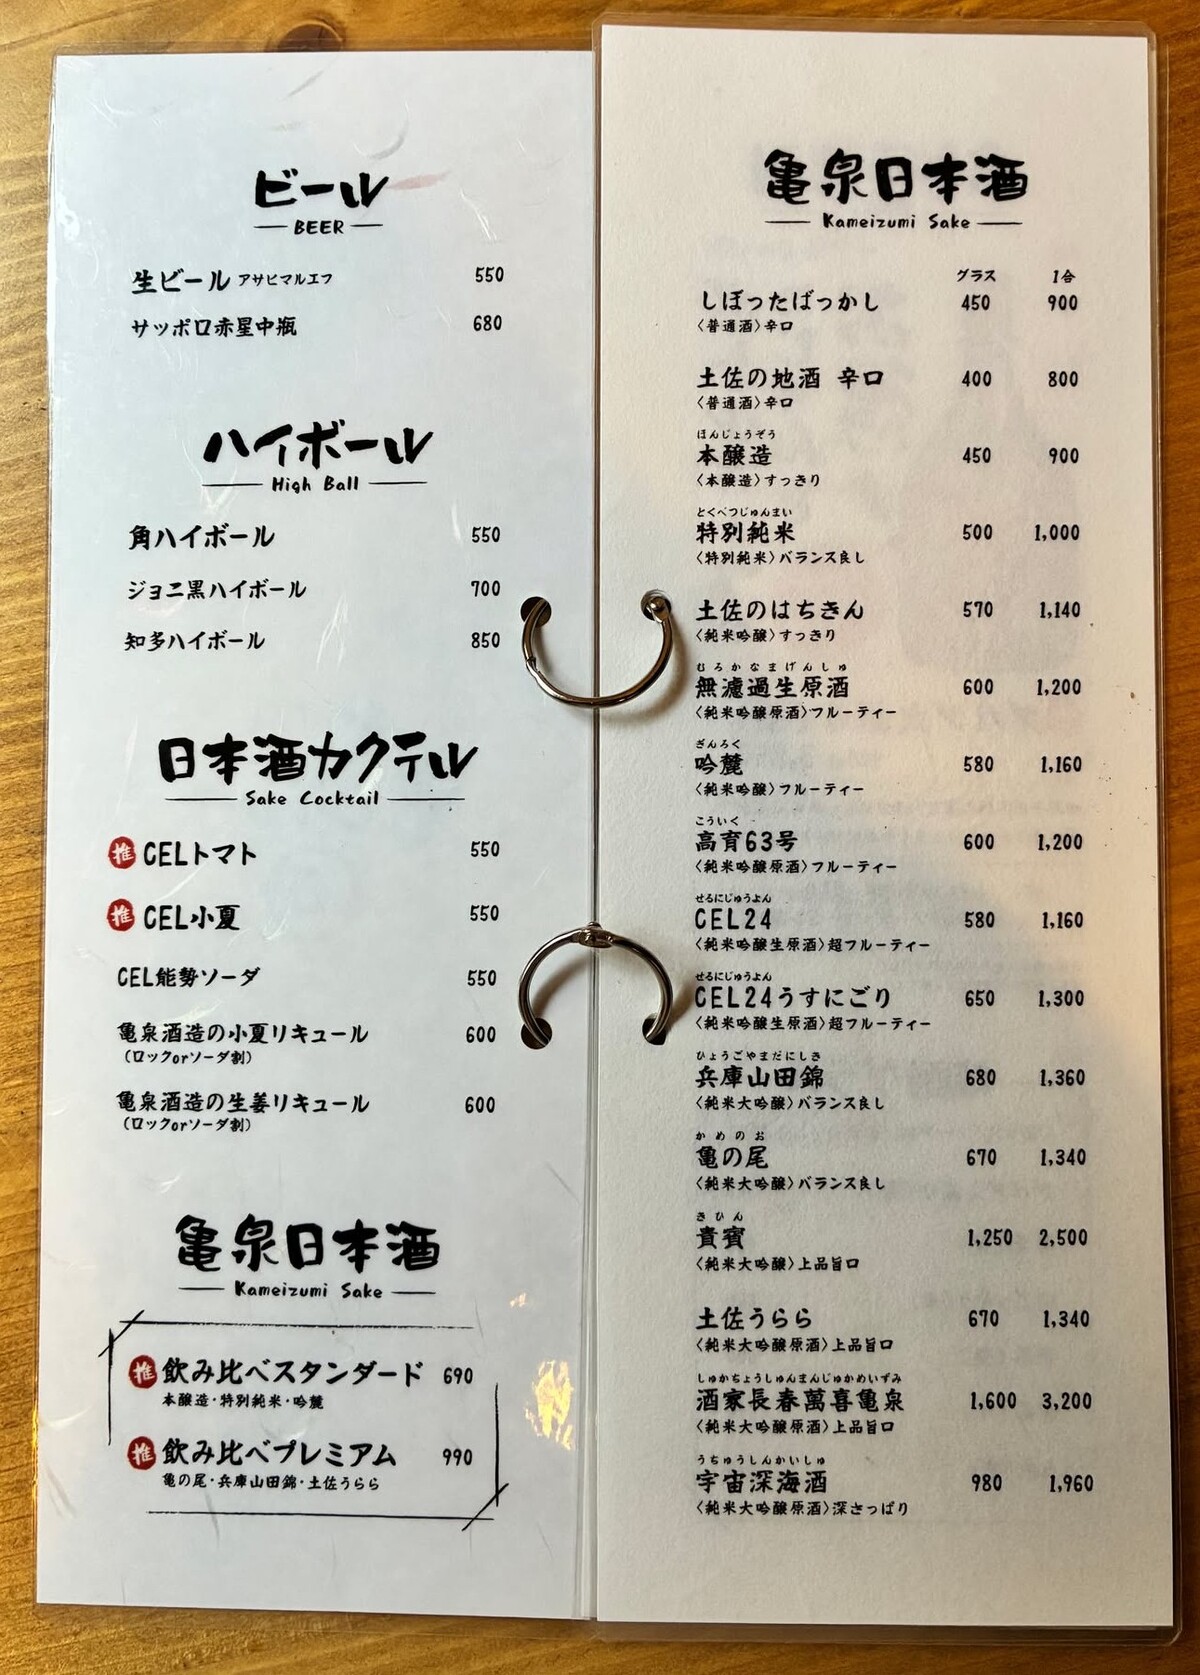 ビール
BEER
生ビール アサヒマルエフ 550
サッポロ赤星中瓶 680
ハイボール
High Ball
角ハイボール 550
ジョニ黒ハイボール 700
知多ハイボール 850
日本酒カクテル
Sake Cocktail
推 CELトマト 550
推 CEL小夏 550
CEL能勢ソーダ 550
亀泉酒造の小夏リキュール 600
(ロックorソーダ割)
亀泉酒造の生姜リキュール 600
(ロックorソーダ割)
亀泉日本酒
Kameizumi Sake
推 飲み比べスタンダード 690
本醸造・特別純米・吟麓
推 飲み比べプレミアム 990
亀の尾・兵庫山田錦・土佐うらら
亀泉日本酒
Kameizumi Sake
グラス 1合
しぼったばっかし 450 900
〈普通酒〉辛口
土佐の地酒 辛口 400 800
〈普通酒〉辛口
ほんじょうぞう
本醸造 450 900
〈本醸造〉すっきり
とくべつじゅんまい
特別純米 500 1,000
〈特別純米〉バランス良し
土佐のはちきん 570 1,140
〈純米吟醸〉すっきり
むろかなまげんしゅ
無濾過生原酒 600 1,200
〈純米吟醸原酒〉フルーティー
ぎんろく
吟麓 580 1,160
〈純米吟醸〉フルーティー
こういく
高育63号 600 1,200
〈純米吟醸原酒〉フルーティー
せるにじゅうよん
CEL24 580 1,160
〈純米吟醸生原酒〉超フルーティー
せるにじゅうよん
CEL24うすにごり 650 1,300
〈純米吟醸生原酒〉超フルーティー
ひょうごやまだにしき
兵庫山田錦 680 1,360
〈純米大吟醸〉バランス良し
かめのお
亀の尾 670 1,340
〈純米大吟醸〉バランス良し
きひん
貴賓 1,250 2,500
〈純米大吟醸〉上品旨口
土佐うらら 670 1,340
〈純米大吟醸原酒〉上品旨口
しゅかちょうしゅんまんじゅかめいずみ
酒家長春萬喜亀泉 1,600 3,200
〈純米大吟醸原酒〉上品旨口
うちゅうしんかいしゅ
宇宙深海酒 980 1,960
〈純米大吟醸原酒〉深さっぱり